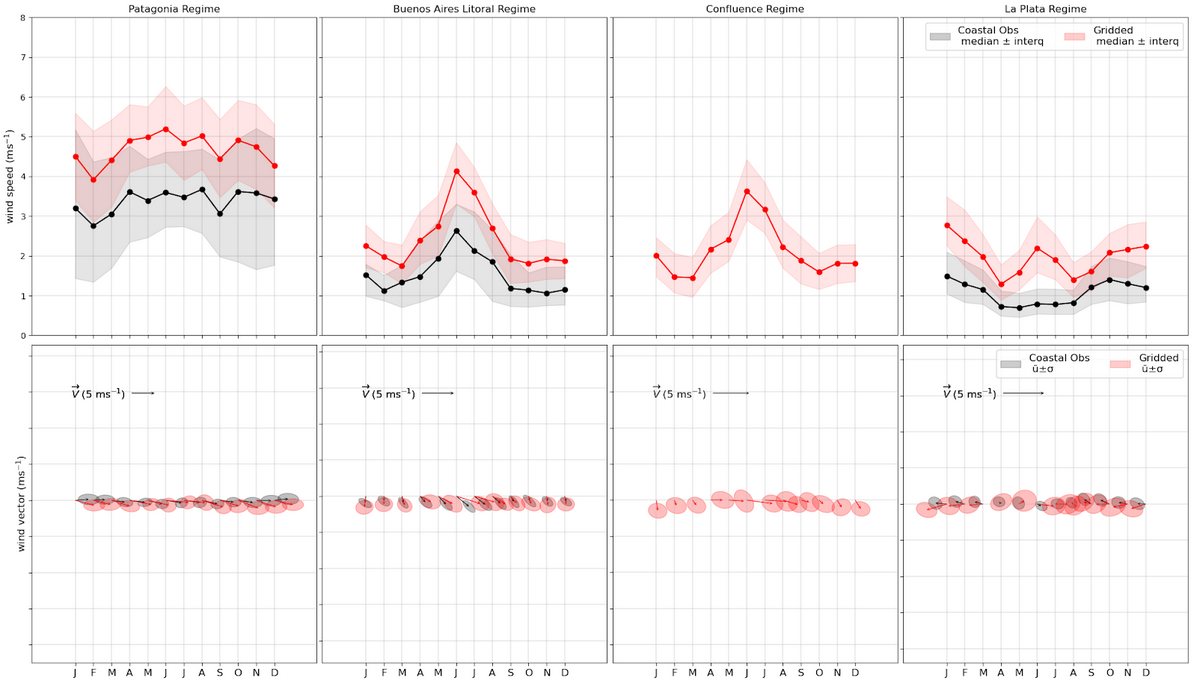 Patagonia Regime
Buenos Aires Litoral Regime
Confluence Regime
La Plata Regime
8
7
6
5
4
3
2
1
0
wind speed (ms⁻¹)
Coastal Obs
median ± interq
Gridded
median ± interq
wind vector (ms⁻¹)
V (5 ms⁻¹)
V (5 ms⁻¹)
V (5 ms⁻¹)
V (5 ms⁻¹)
Coastal Obs
ū±σ
Gridded
ū±σ
J F M A M J J A S O N D
J F M A M J J A S O N D
J F M A M J J A S O N D
J F M A M J J A S O N D